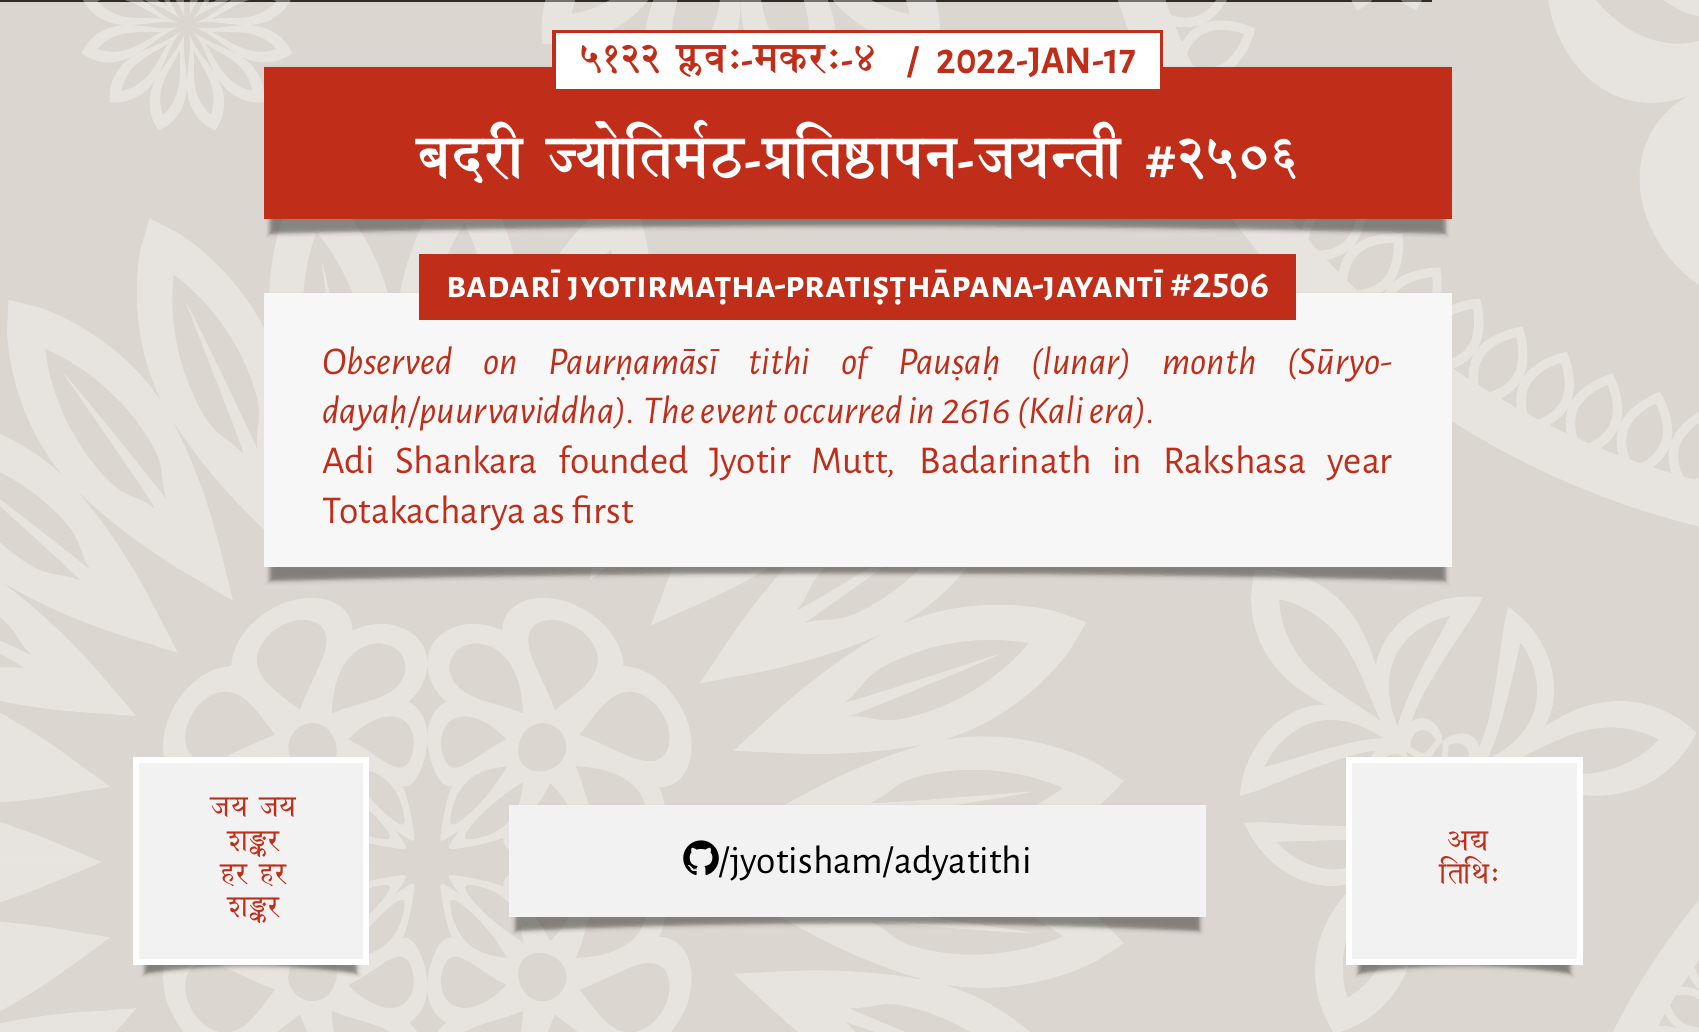 ५१२२ प्लवः-मकरः-४ / 2022-JAN-17
बदरी ज्योतिर्मठ-प्रतिष्ठापन-जयन्ती #२५०६
BADARĪ JYOTIRMAṬHA-PRATIṢṬHĀPANA-JAYANTĪ #2506
Observed on Paurṇamāsī tithi of Pauṣaḥ (lunar) month (Sūryo-
dayaḥ/puurvaviddha). The event occurred in 2616 (Kali era).
Adi Shankara founded Jyotir Mutt, Badarinath in Rakshasa year
Totakacharya as first
जय जय
शङ्कर
हर हर
शङ्कर
/jyotisham/adyatithi
अद्य
तिथिः